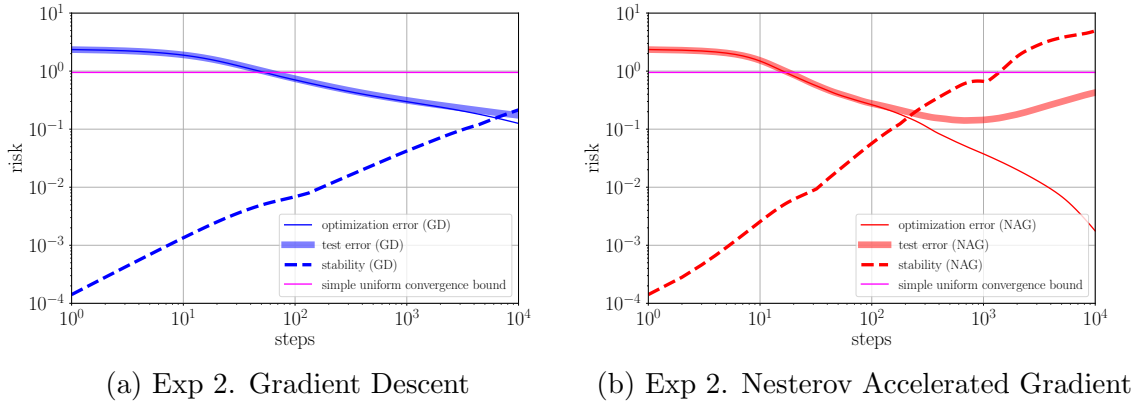 10^1
10^0
10^−1
10^−2
10^−3
10^−4
risk
optimization error (GD)
test error (GD)
stability (GD)
simple uniform convergence bound
10^0
10^1
10^2
10^3
10^4
steps
(a) Exp 2. Gradient Descent
10^1
10^0
10^−1
10^−2
10^−3
10^−4
risk
optimization error (NAG)
test error (NAG)
stability (NAG)
simple uniform convergence bound
10^0
10^1
10^2
10^3
10^4
steps
(b) Exp 2. Nesterov Accelerated Gradient